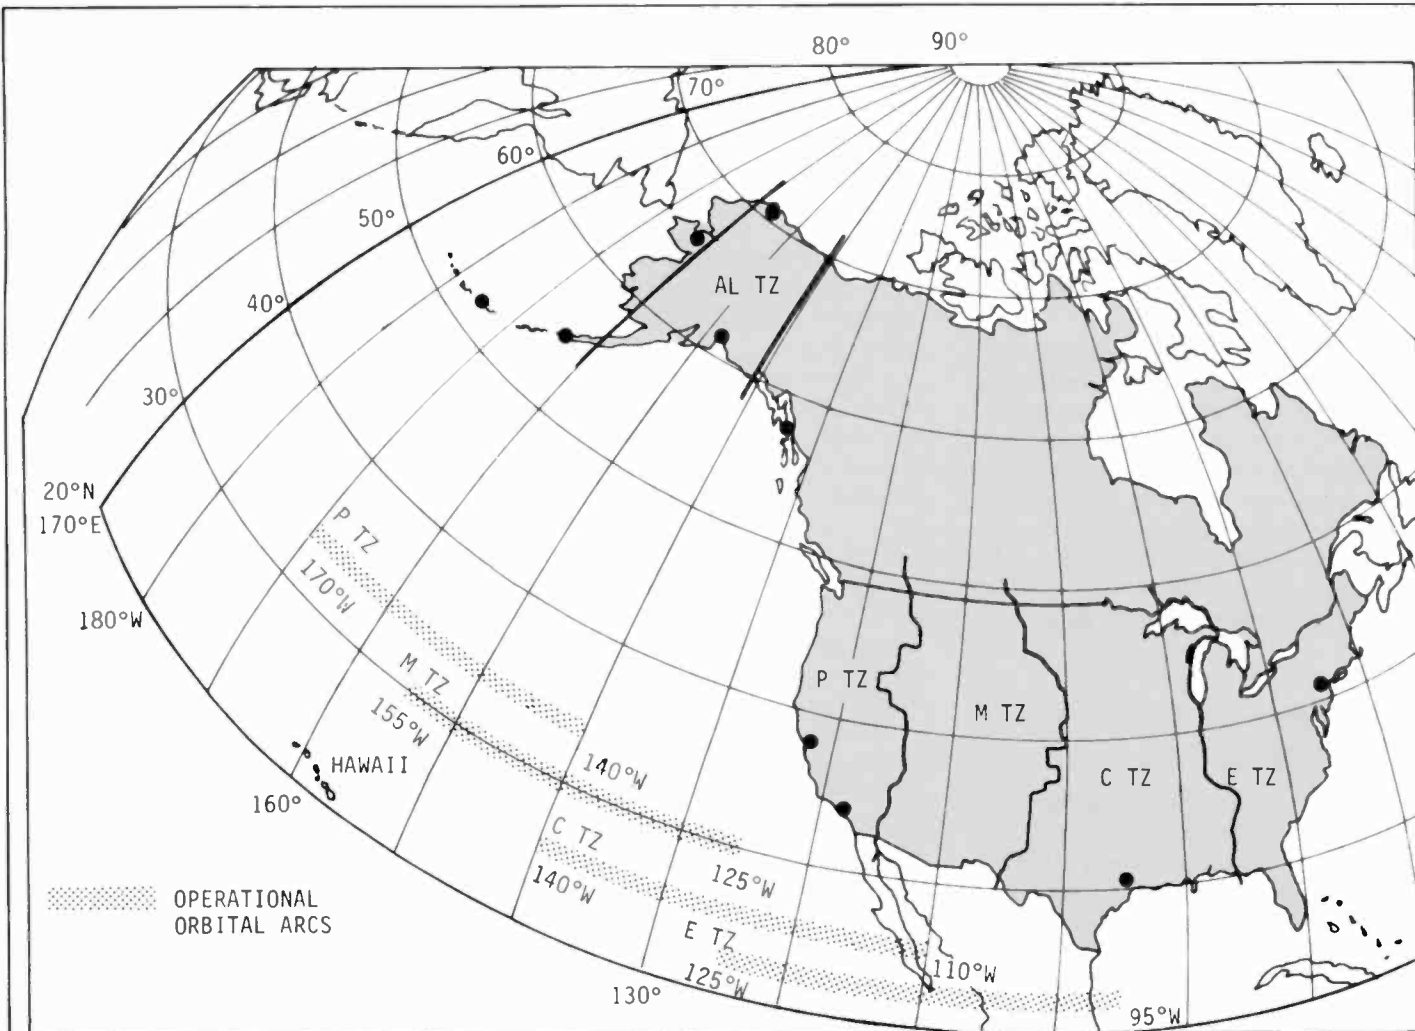 80°
90°
70°
60°
50°
40°
30°
20°N
170°E
180°W
160°
130°
AL TZ
P TZ
M TZ
C TZ
E TZ
HAWAII
P TZ
170°W
140°W
M TZ
155°W
125°W
C TZ
140°W
110°W
E TZ
125°W
95°W
OPERATIONAL
ORBITAL ARCS